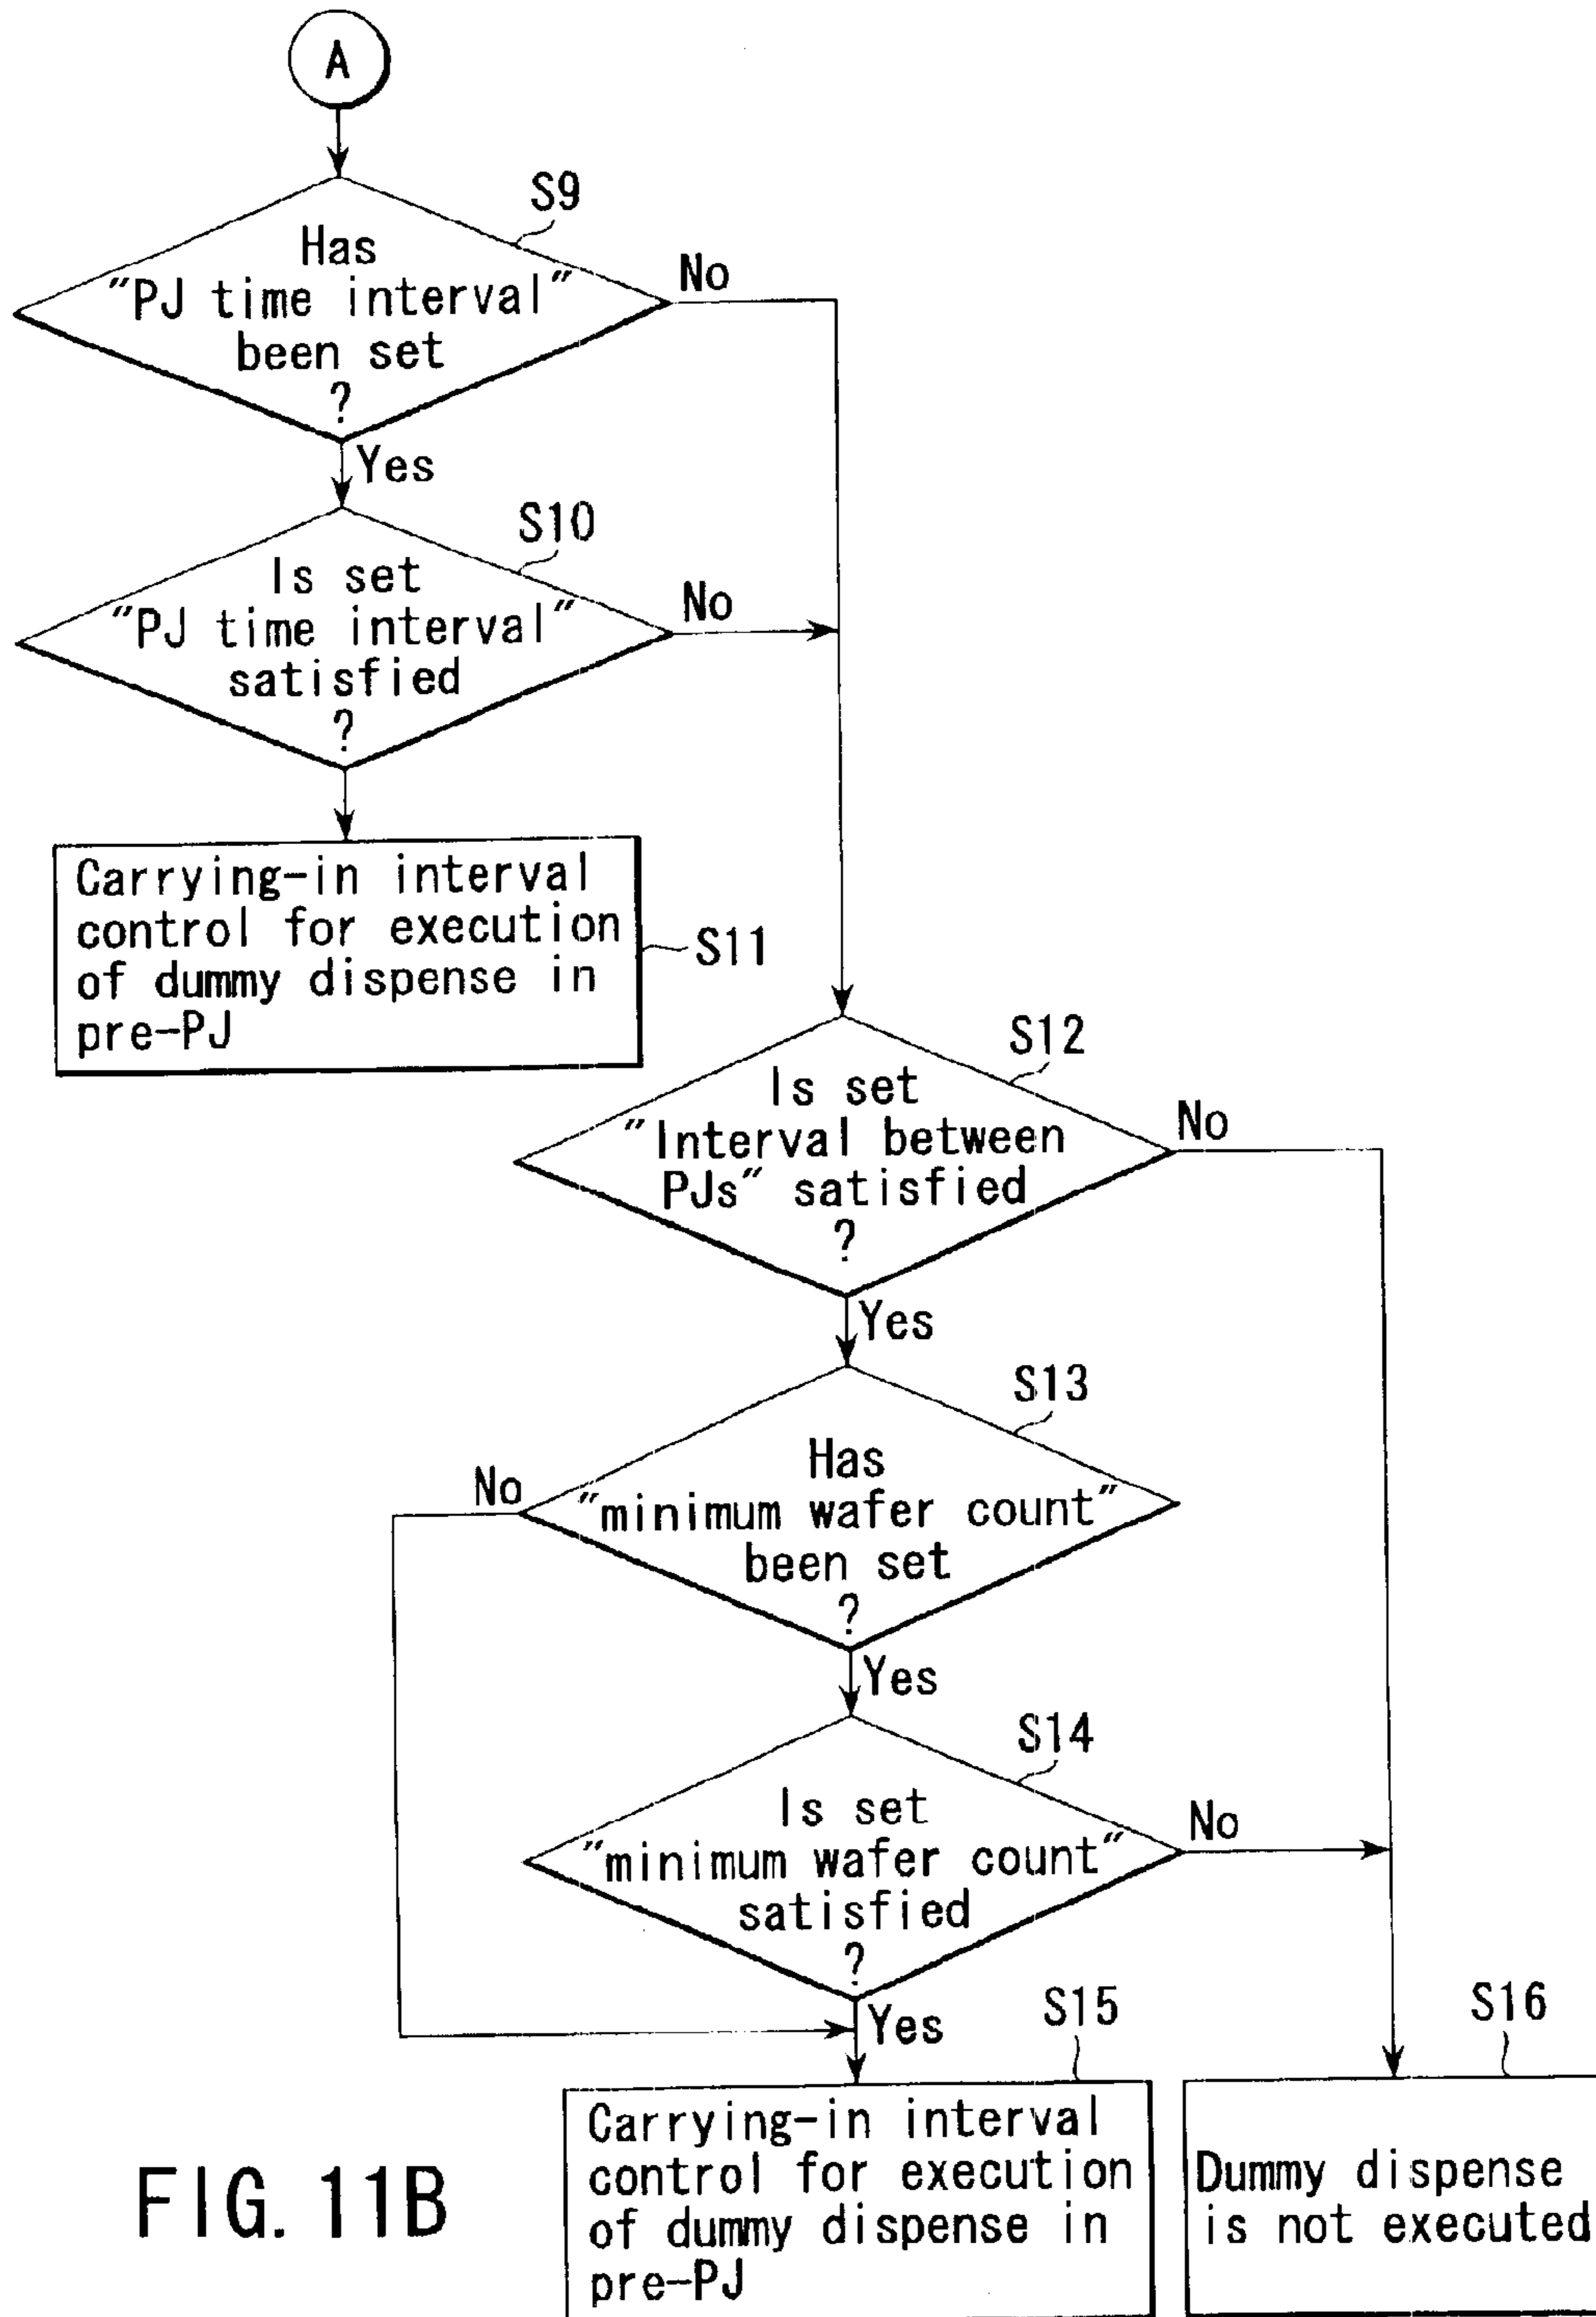 A
S9
Has
"PJ time interval"
been set
?
No
Yes
S10
Is set
"PJ time interval"
satisfied
?
No
Carrying-in interval
control for execution
of dummy dispense in
pre-PJ
S11
S12
Is set
"Interval between
PJs" satisfied
?
No
Yes
S13
Has
"minimum wafer count"
been set
?
No
Yes
S14
Is set
"minimum wafer count"
satisfied
?
No
Yes
S15
Carrying-in interval
control for execution
of dummy dispense in
pre-PJ
S16
Dummy dispense
is not executed
FIG. 11B